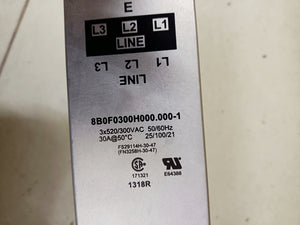 E
L3 L2 L1
LINE
L3 L2 L1
LINE
8B0F0300H000.000-1
3x520/300VAC 50/60Hz
30A@50°C 25/100/21
FS29114H-30-47
(FN3258H-30-47)
171321 E64388
1318R